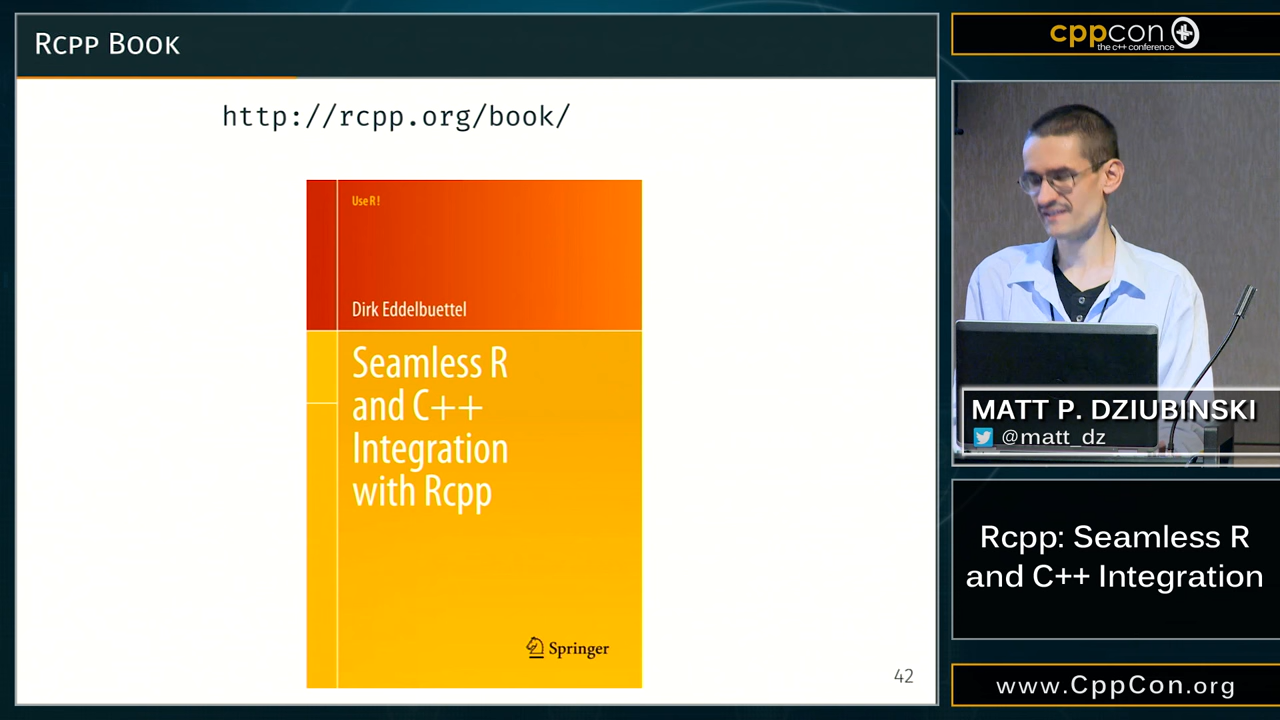 Rcpp Book
http://rcpp.org/book/
Use R!
Dirk Eddelbuettel
Seamless R
and C++
Integration
with Rcpp
Springer
42
cppcon
the c++ conference
MATT P. DZIUBINSKI
@matt_dz
Rcpp: Seamless R
and C++ Integration
www.CppCon.org